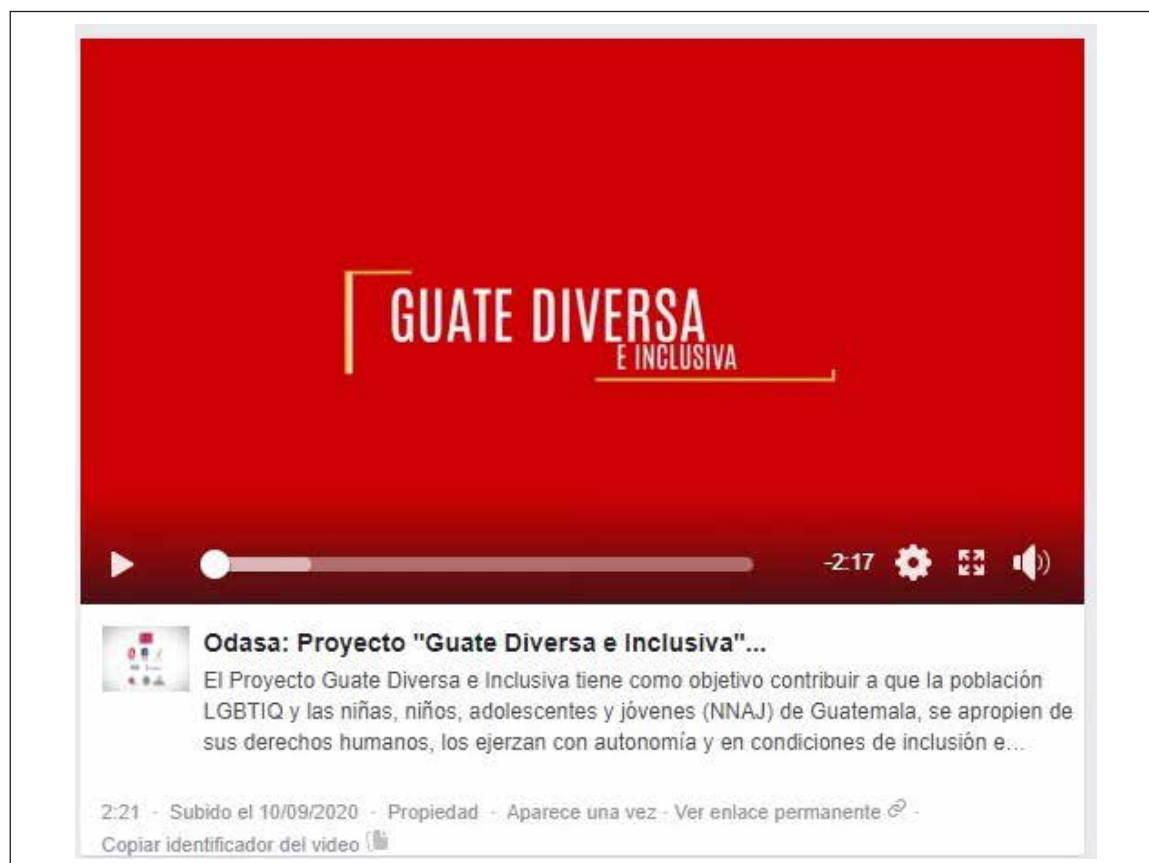 GUATE DIVERSA
E INCLUSIVA
-2:17
Odasa: Proyecto "Guate Diversa e Inclusiva"...
El Proyecto Guate Diversa e Inclusiva tiene como objetivo contribuir a que la población
LGBTIQ y las niñas, niños, adolescentes y jóvenes (NNAJ) de Guatemala, se apropien de
sus derechos humanos, los ejerzan con autonomía y en condiciones de inclusión e...
2:21 - Subido el 10/09/2020 - Propiedad - Aparece una vez - Ver enlace permanente -
Copiar identificador del video